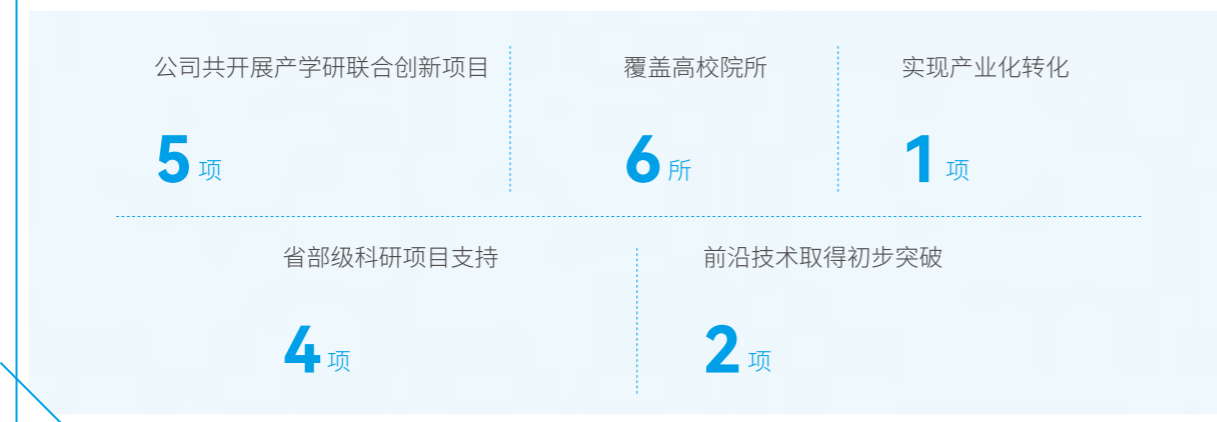 公司共开展产学研联合创新项目
5 项
覆盖高校院所
6 所
实现产业化转化
1 项
省部级科研项目支持
4 项
前沿技术取得初步突破
2 项